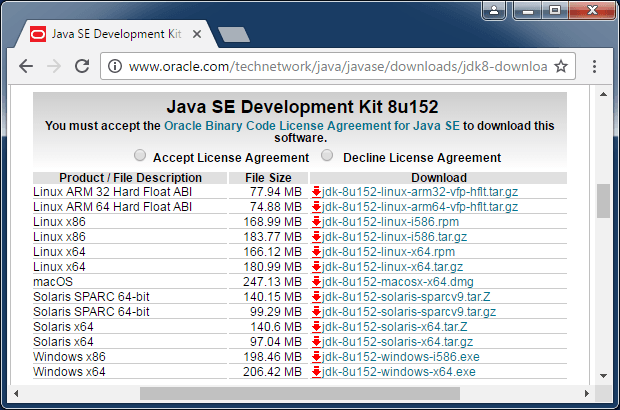 Java SE Development Kit
www.oracle.com/technetwork/java/javase/downloads/jdk8-downloa
Java SE Development Kit 8u152
You must accept the Oracle Binary Code License Agreement for Java SE to download this
software.
Accept License Agreement Decline License Agreement
Product / File Description File Size Download
Linux ARM 32 Hard Float ABI 77.94 MB jdk-8u152-linux-arm32-vfp-hflt.tar.gz
Linux ARM 64 Hard Float ABI 74.88 MB jdk-8u152-linux-arm64-vfp-hflt.tar.gz
Linux x86 168.99 MB jdk-8u152-linux-i586.rpm
Linux x86 183.77 MB jdk-8u152-linux-i586.tar.gz
Linux x64 166.12 MB jdk-8u152-linux-x64.rpm
Linux x64 180.99 MB jdk-8u152-linux-x64.tar.gz
macOS 247.13 MB jdk-8u152-macosx-x64.dmg
Solaris SPARC 64-bit 140.15 MB jdk-8u152-solaris-sparcv9.tar.Z
Solaris SPARC 64-bit 99.29 MB jdk-8u152-solaris-sparcv9.tar.gz
Solaris x64 140.6 MB jdk-8u152-solaris-x64.tar.Z
Solaris x64 97.04 MB jdk-8u152-solaris-x64.tar.gz
Windows x86 198.46 MB jdk-8u152-windows-i586.exe
Windows x64 206.42 MB jdk-8u152-windows-x64.exe